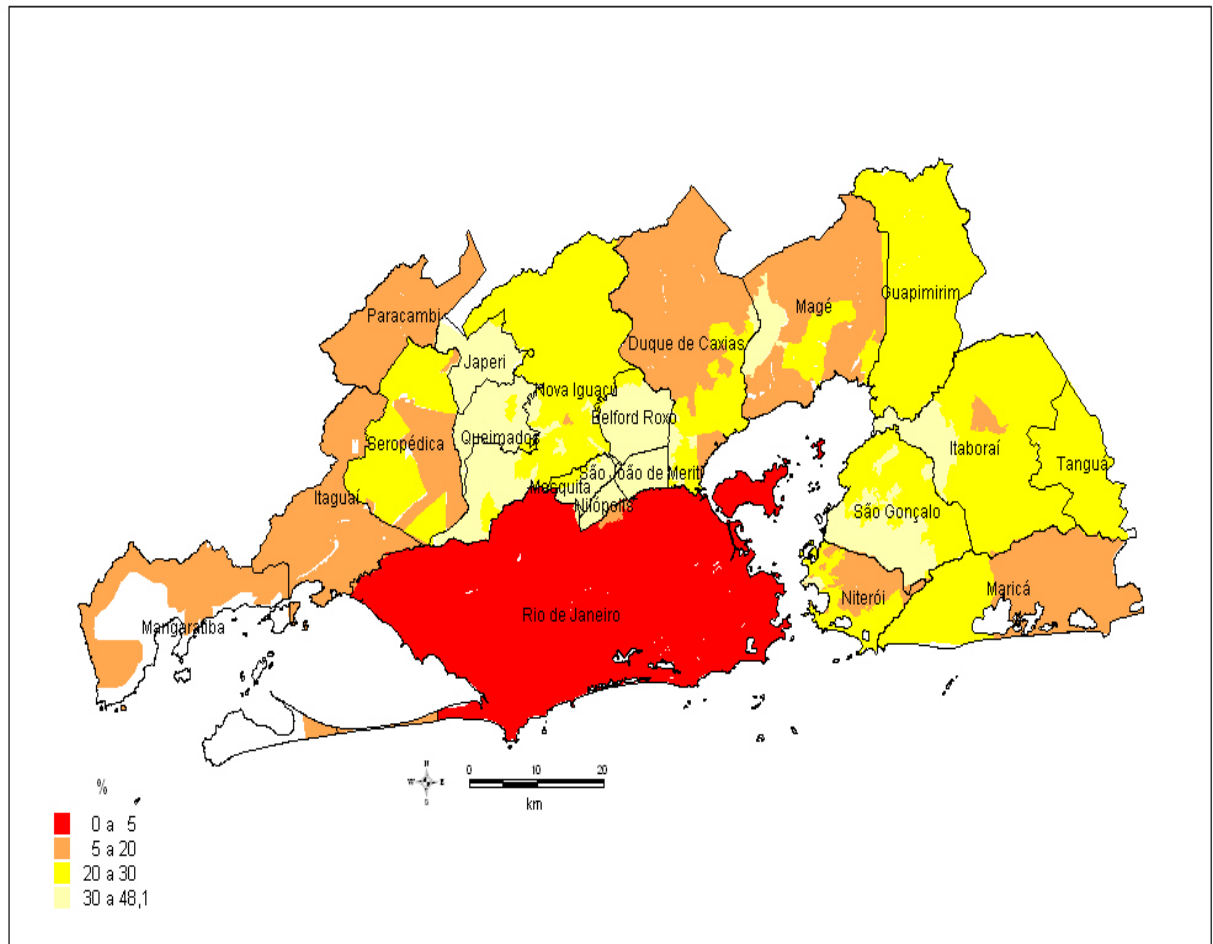 Guapimirim
Magé
Paracambi
Duque de Caxias
Japeri
Nova Iguaçu
Belford Roxo
Queimados
Seropédica
Itaboraí
Tanguá
São João de Meriti
Mesquita
Itaguaí
Nilópolis
São Gonçalo
Maricá
Niterói
Rio de Janeiro
Mangaratiba
N
W E
S
0 10 20
km
%
0 a 5
5 a 20
20 a 30
30 a 48,1